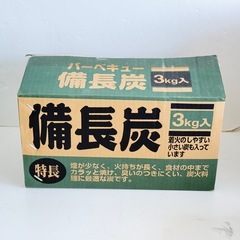 バーベキュー
備長炭
3kg入
備長炭
3kg入
着火のしやすい
小さい炭も入って
います
特長
煙が少なく、火持ちが長く、食材の中まで
カラッと焼け、臭いのつきにくい、炭火料
理に最適な炭です。